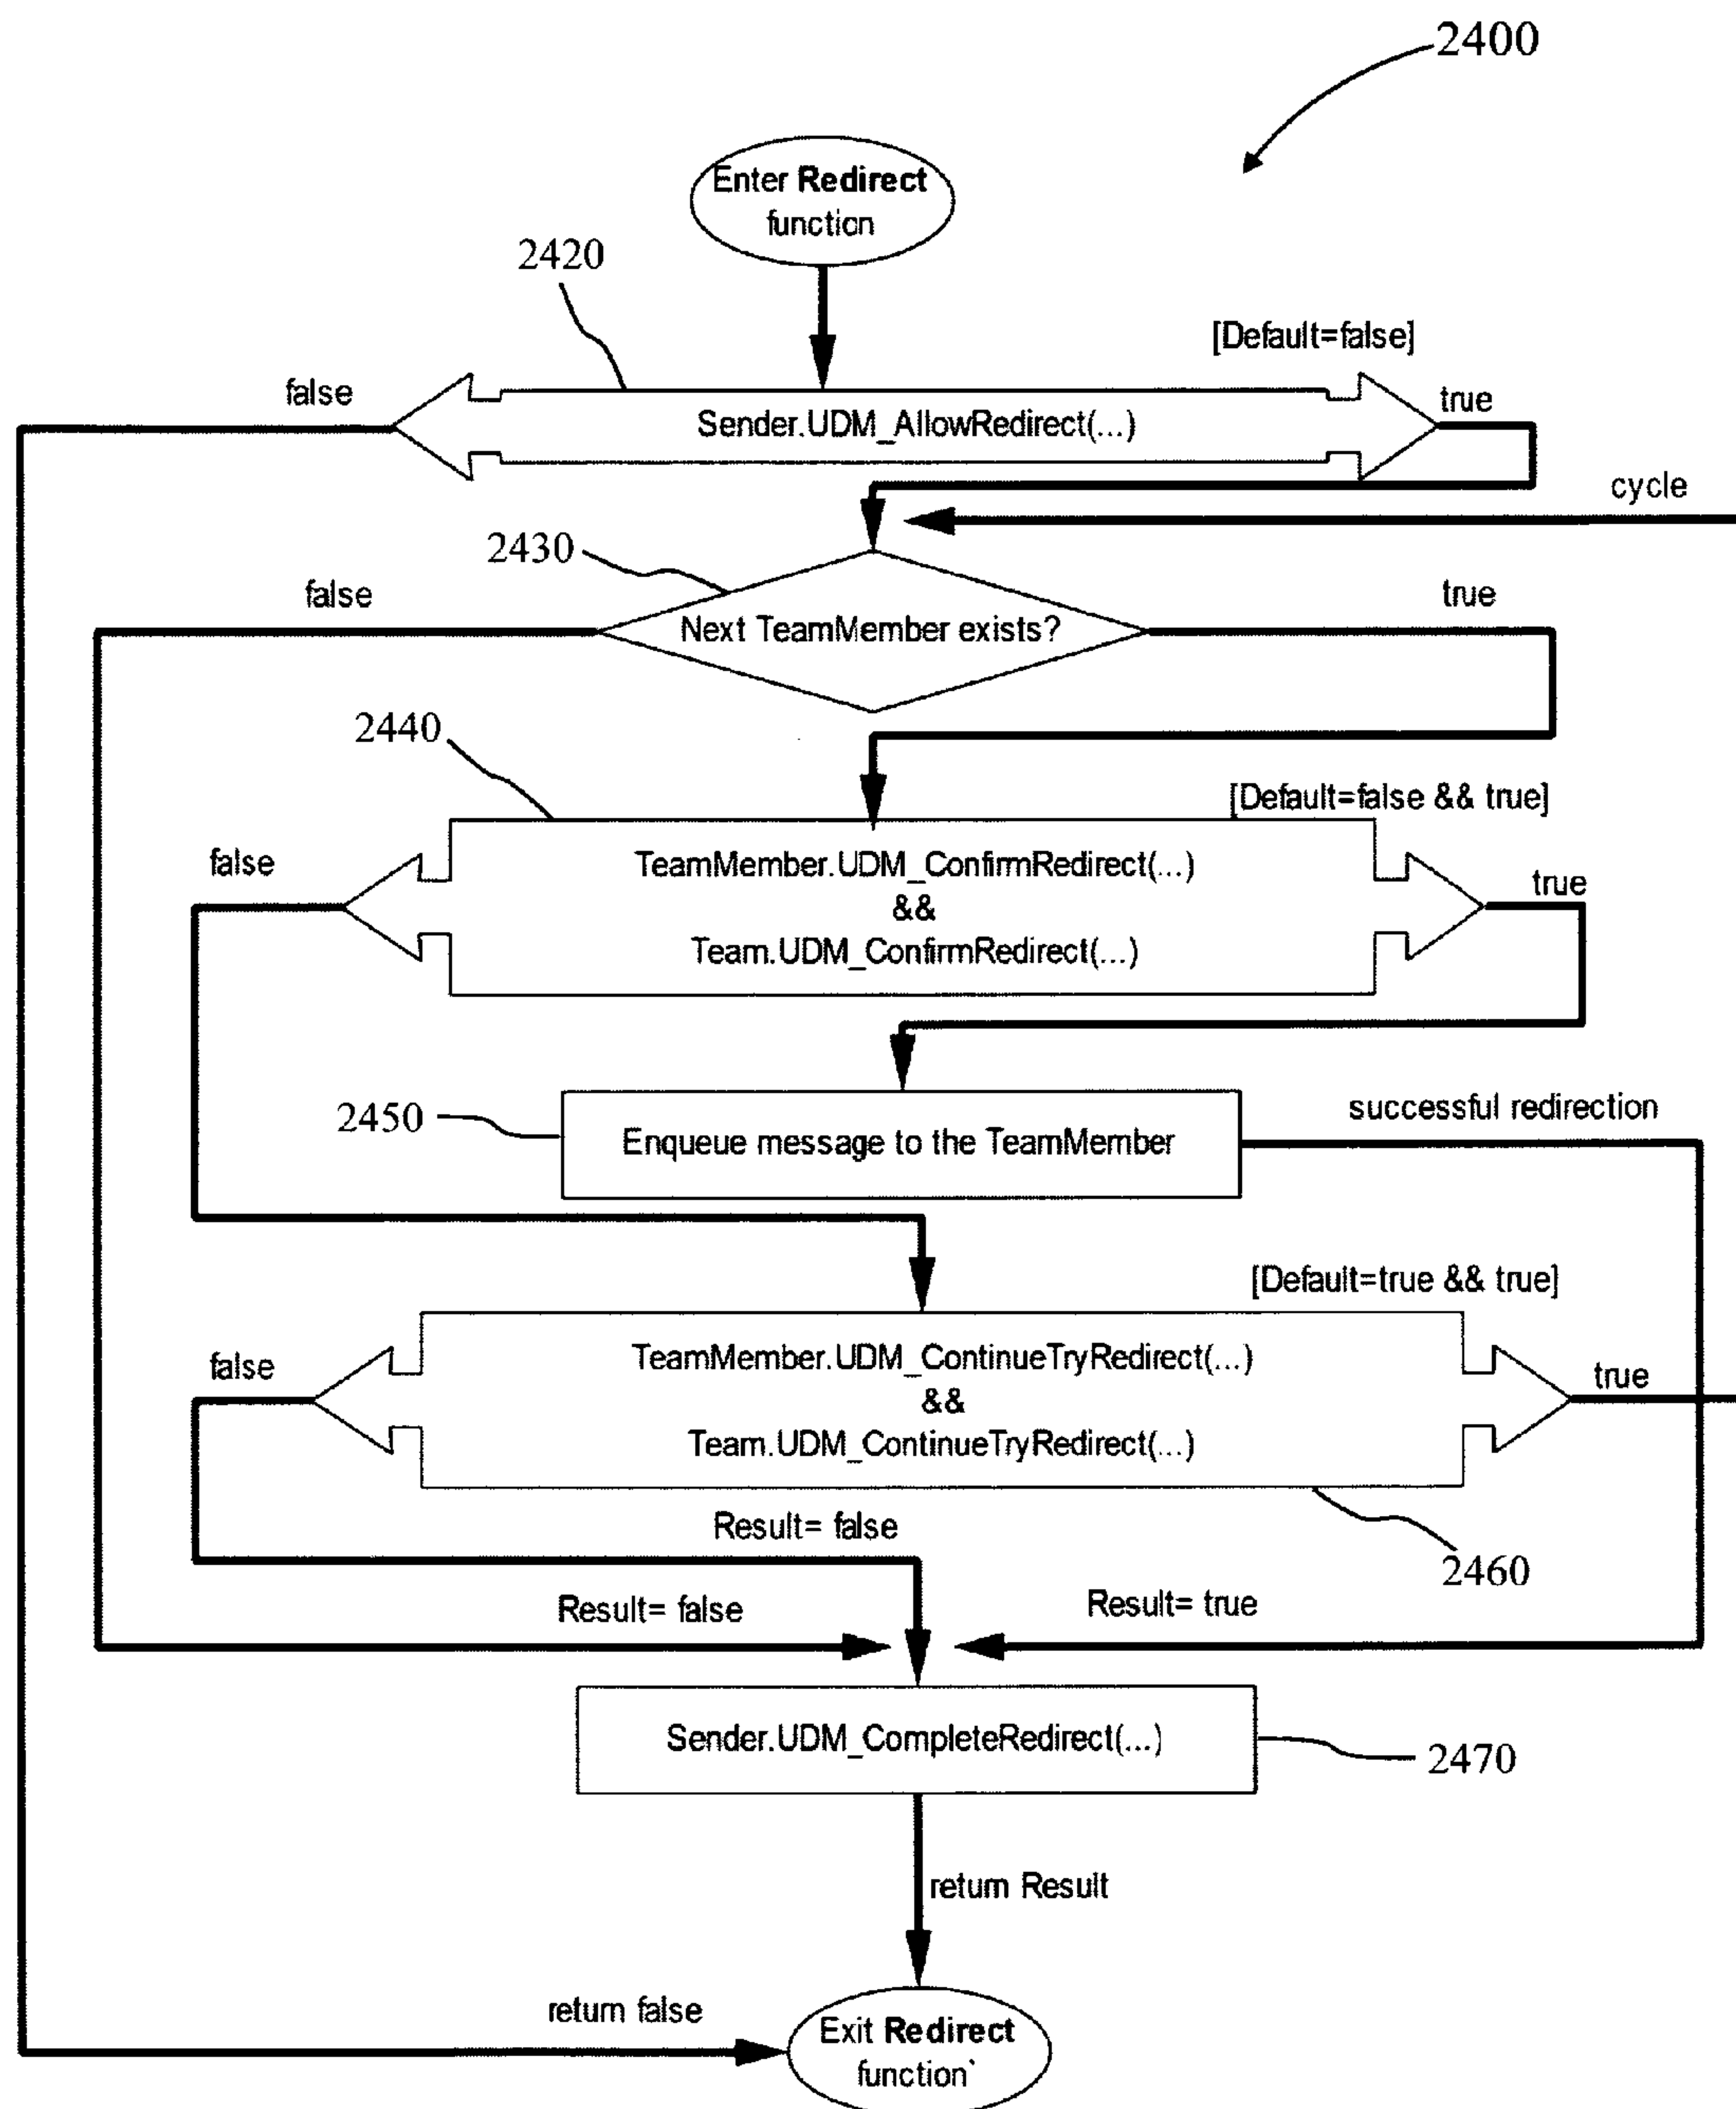 2400
Enter Redirect
function
2420
[Default=false]
false
Sender.UDM_AllowRedirect(...)
true
cycle
2430
false
Next TeamMember exists?
true
2440
[Default=false && true]
false
TeamMember.UDM_ConfirmRedirect(...)
&&
Team.UDM_ConfirmRedirect(...)
true
2450
Enqueue message to the TeamMember
successful redirection
[Default=true && true]
false
TeamMember.UDM_ContinueTryRedirect(...)
&&
Team.UDM_ContinueTryRedirect(...)
true
Result= false
2460
Result= false
Result= true
Sender.UDM_CompleteRedirect(...)
2470
return Result
return false
Exit Redirect
function`